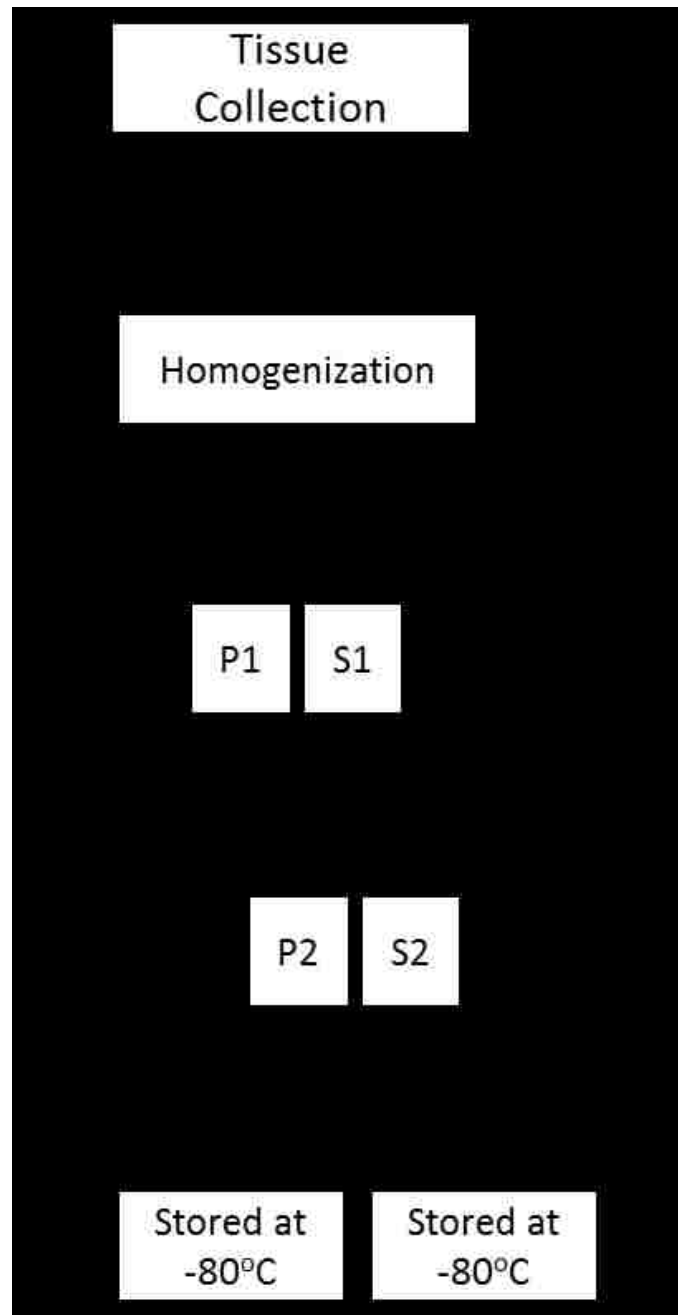 Tissue
Collection
Homogenization
P1 S1
P2 S2
Stored at Stored at
-80°C -80°C